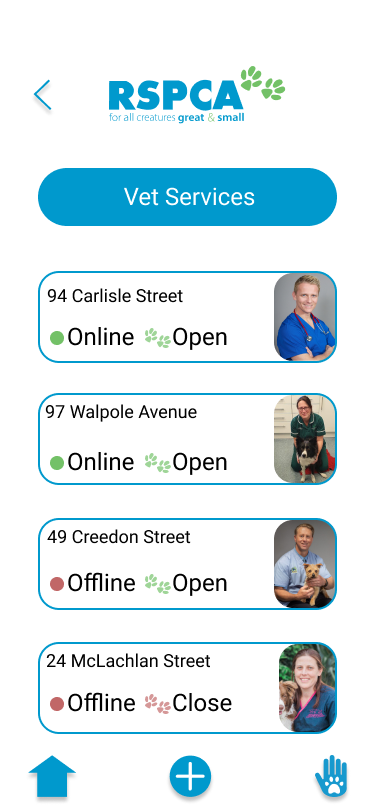 RSPCA
for all creatures great & small
Vet Services
94 Carlisle Street
Online Open
97 Walpole Avenue
Online Open
49 Creedon Street
Offline Open
24 McLachlan Street
Offline Close